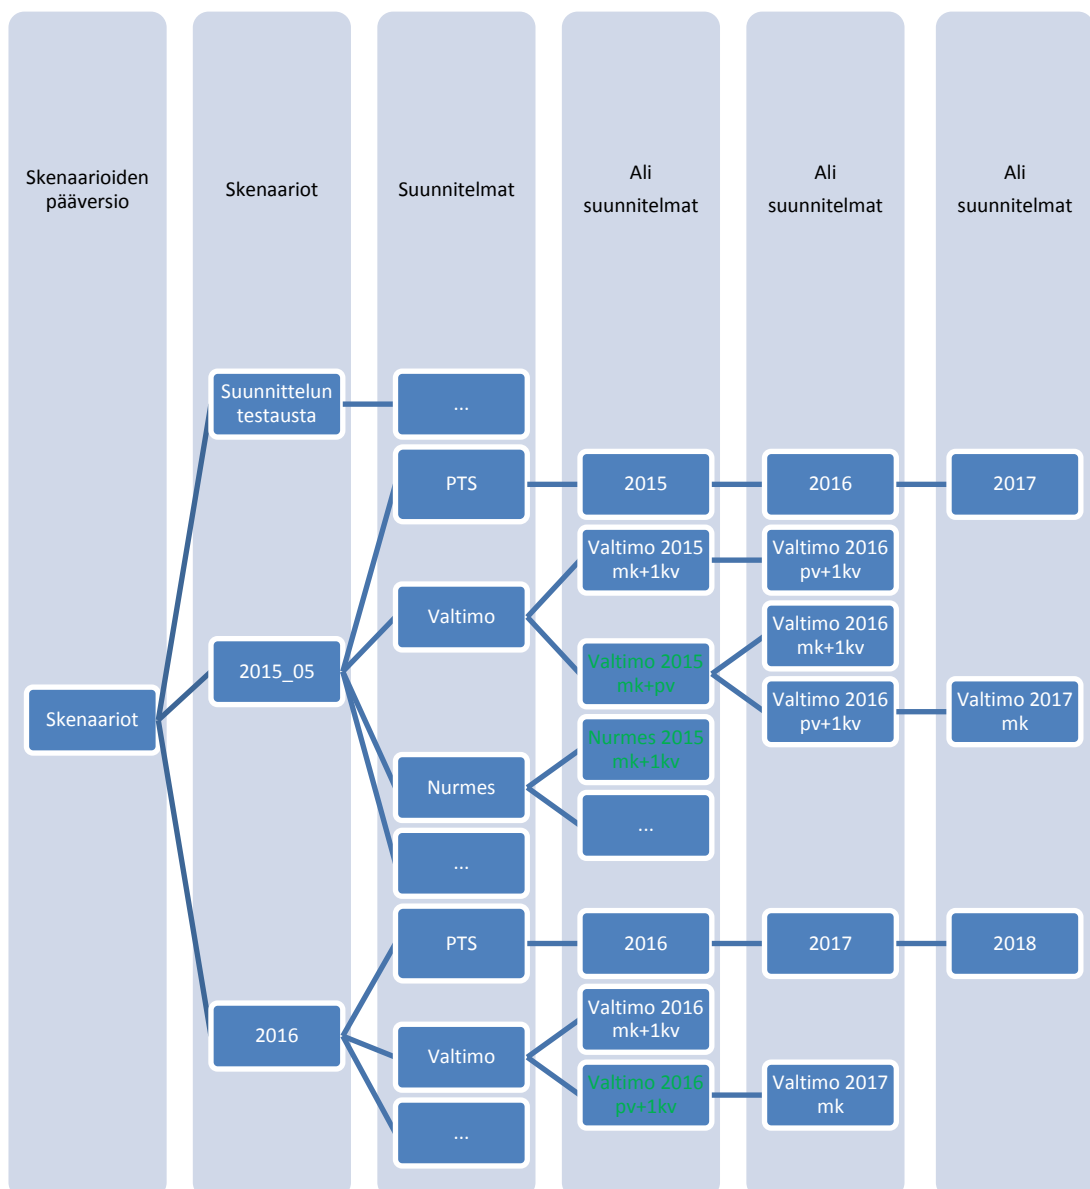 Skenaarioiden
pääversio
Skenaariot
Suunnitelmat
Ali
suunnitelmat
Ali
suunnitelmat
Ali
suunnitelmat
Skenaariot
Suunnittelun
testausta
...
2015_05
PTS
2015
2016
2017
Valtimo
Valtimo 2015
mk+1kv
Valtimo 2016
pv+1kv
Valtimo 2015
mk+pv
Valtimo 2016
mk+1kv
Valtimo 2016
pv+1kv
Valtimo 2017
mk
Nurmes
Nurmes 2015
mk+1kv
...
...
2016
PTS
2016
2017
2018
Valtimo
Valtimo 2016
mk+1kv
Valtimo 2016
pv+1kv
Valtimo 2017
mk
...